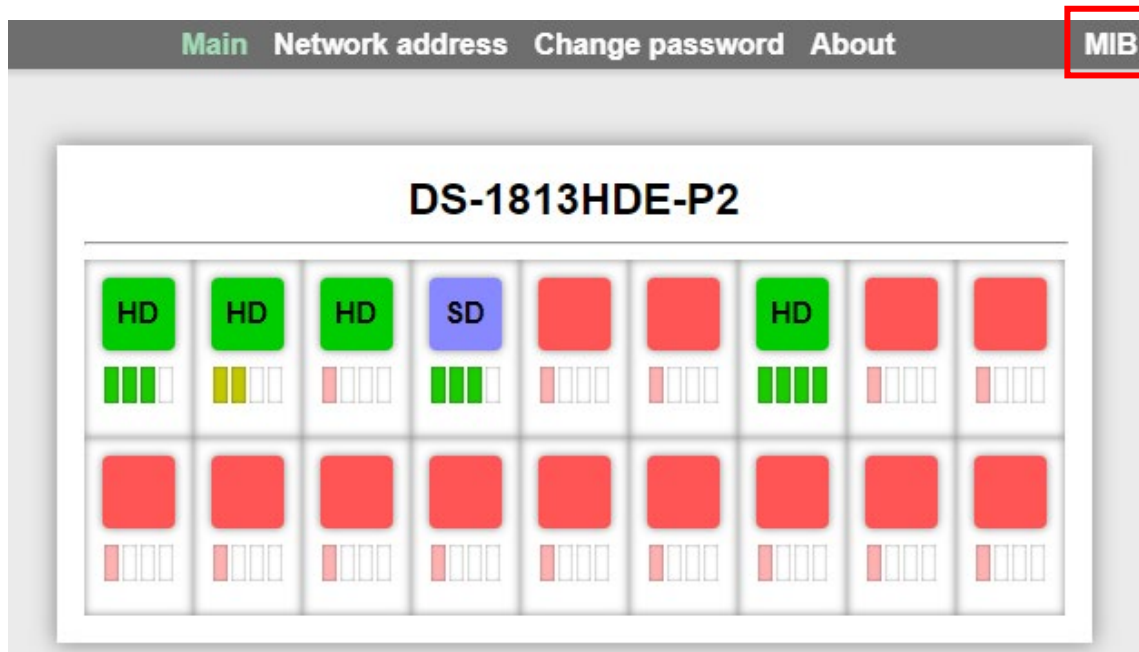 Main Network address Change password About MIB
DS-1813HDE-P2
HD HD HD SD HD